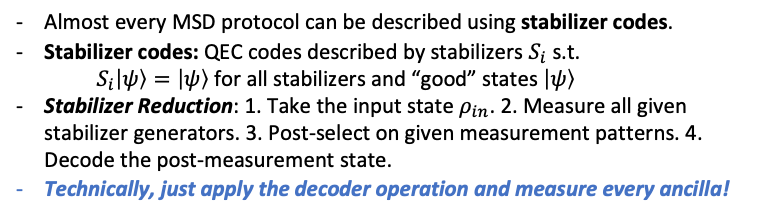 - Almost every MSD protocol can be described using stabilizer codes.
- Stabilizer codes: QEC codes described by stabilizers Sᵢ s.t.
Sᵢ|ψ⟩ = |ψ⟩ for all stabilizers and “good” states |ψ⟩
- Stabilizer Reduction: 1. Take the input state ρᵢₙ. 2. Measure all given
stabilizer generators. 3. Post-select on given measurement patterns. 4.
Decode the post-measurement state.
- Technically, just apply the decoder operation and measure every ancilla!